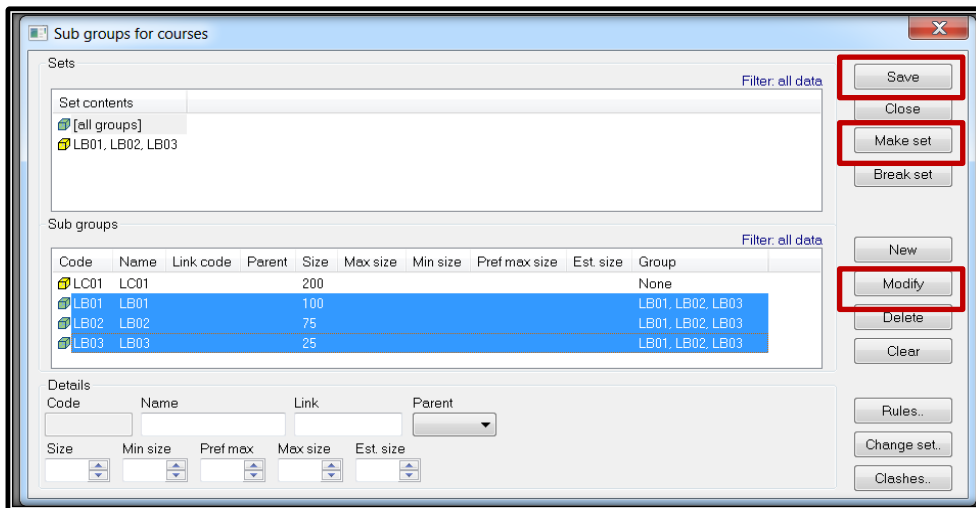 Sub groups for courses
Sets
Filter: all data
Set contents
[all groups]
LB01, LB02, LB03
Save
Close
Make set
Break set
Sub groups
Filter: all data
Code Name Link code Parent Size Max size Min size Pref max size Est. size Group
LC01 LC01 200 None
LB01 LB01 100 LB01, LB02, LB03
LB02 LB02 75 LB01, LB02, LB03
LB03 LB03 25 LB01, LB02, LB03
New
Modify
Delete
Clear
Details
Code Name Link Parent
Size Min size Pref max Max size Est. size
Rules..
Change set..
Clashes..